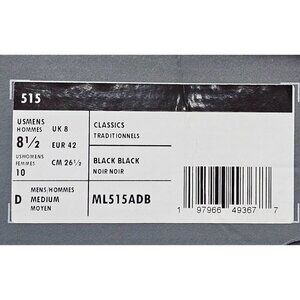 515
USMENS
HOMMES
8½
USWOMENS
FEMMES
10
UK 8
EUR 42
CM 26½
CLASSICS
TRADITIONNELS
BLACK BLACK
NOIR NOIR
D
MENS/HOMMES
MEDIUM
MOYEN
ML515ADB
1 97966 49367 7